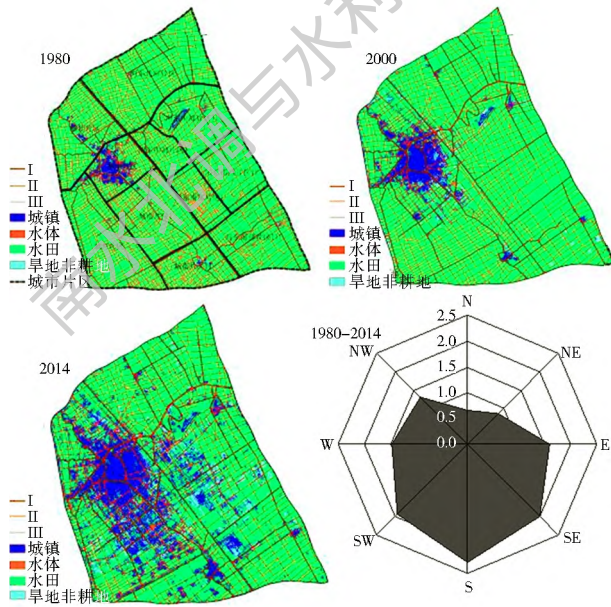 1980
I
II
III
城镇
水体
水田
旱地非耕地
城市片区
2000
I
II
III
城镇
水体
水田
旱地非耕地
2014
I
II
III
城镇
水体
水田
旱地非耕地
1980-2014
N
NE
E
SE
S
SW
W
NW
2.5
2.0
1.5
1.0
0.5
0.0
南水北调与水利